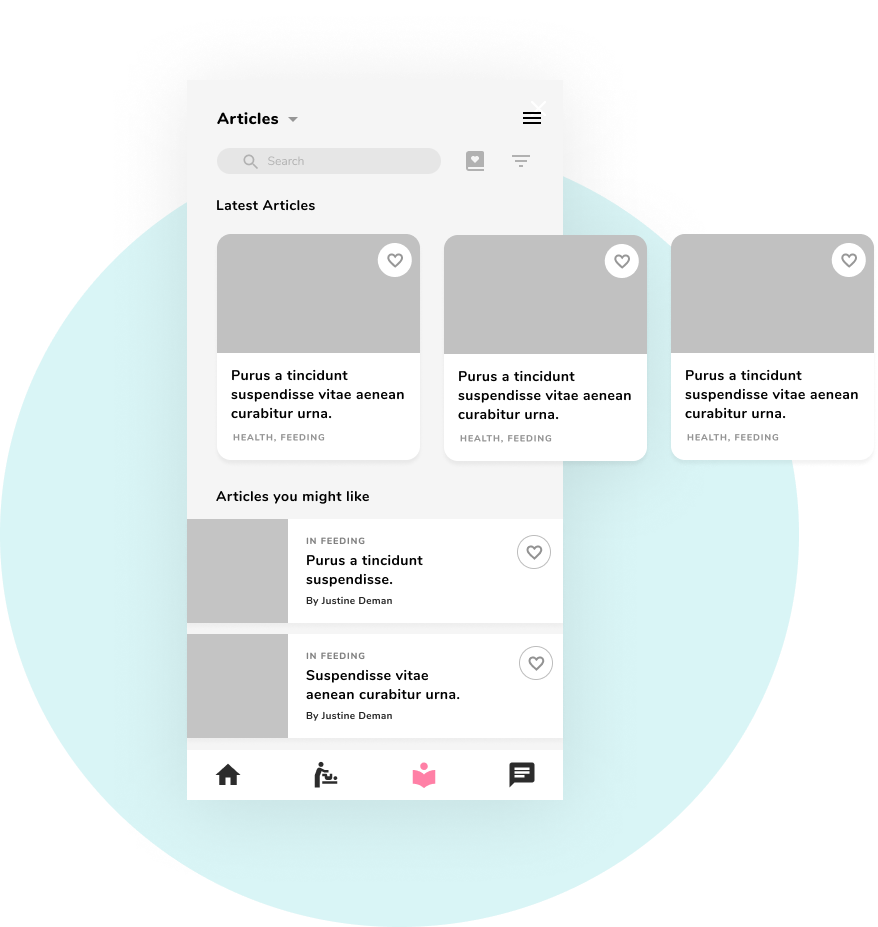 Articles
Search
Latest Articles
Purus a tincidunt
suspendisse vitae aenean
curabitur urna.
HEALTH, FEEDING
Purus a tincidunt
suspendisse vitae aenean
curabitur urna.
HEALTH, FEEDING
Purus a tincidunt
suspendisse vitae aenean
curabitur urna.
HEALTH, FEEDING
Articles you might like
IN FEEDING
Purus a tincidunt
suspendisse.
By Justine Deman
IN FEEDING
Suspendisse vitae
aenean curabitur urna.
By Justine Deman